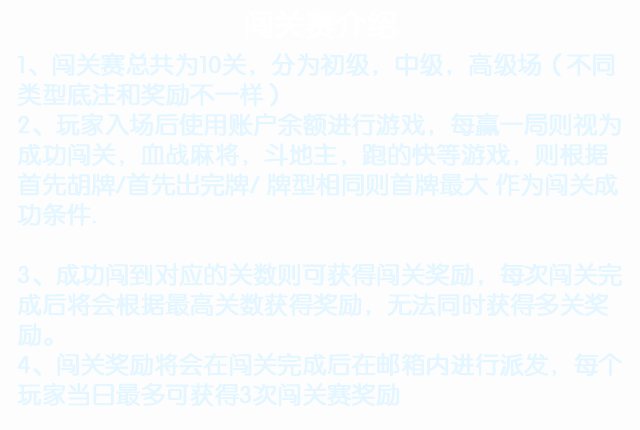 闯关赛介绍
1、闯关赛总共为10关，分为初级，中级，高级场（不同
类型底注和奖励不一样）
2、玩家入场后使用账户余额进行游戏，每赢一局则视为
成功闯关，血战麻将，斗地主，跑的快等游戏，则根据
首先胡牌/首先出完牌/ 牌型相同则首牌最大 作为闯关成
功条件.
3、成功闯到对应的关数则可获得闯关奖励，每次闯关完
成后将会根据最高关数获得奖励，无法同时获得多关奖
励。
4、闯关奖励将会在闯关完成后在邮箱内进行派发，每个
玩家当日最多可获得3次闯关赛奖励